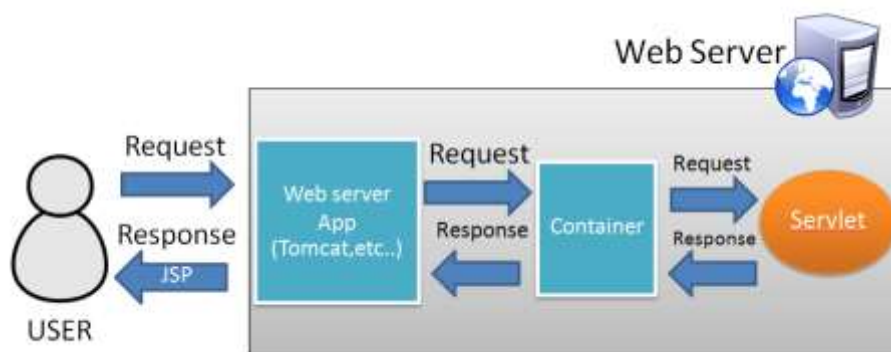 Web Server
Request
Response
JSP
USER
Web server
App
(Tomcat,etc..)
Request
Response
Container
Request
Response
Servlet